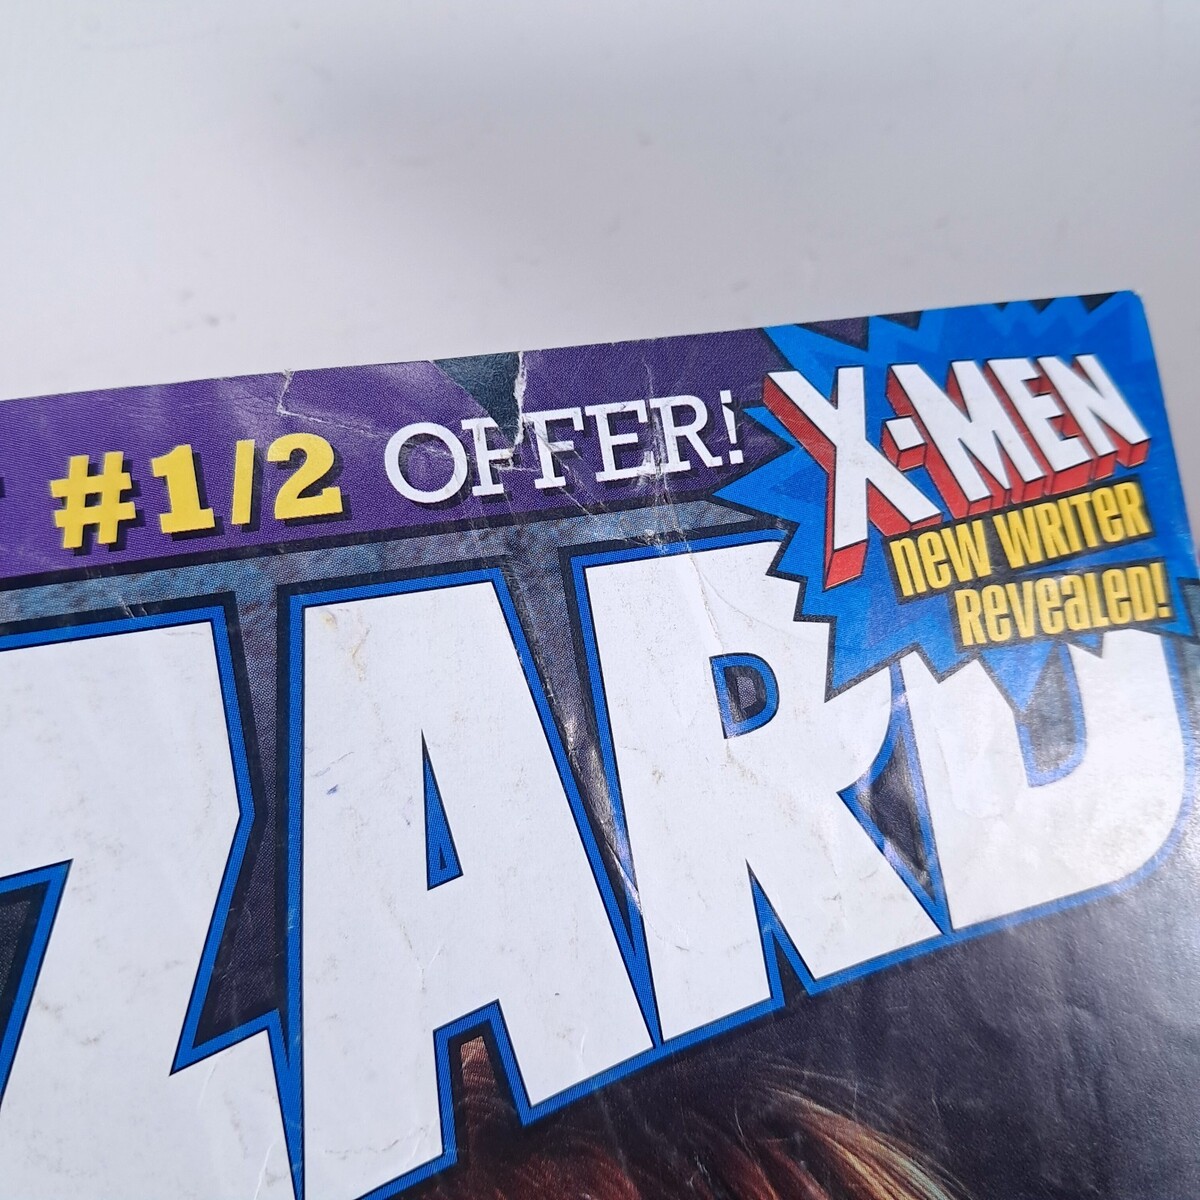 #1/2 OFFER!
X-MEN
NEW WRITER
REVEALED!
ZARD